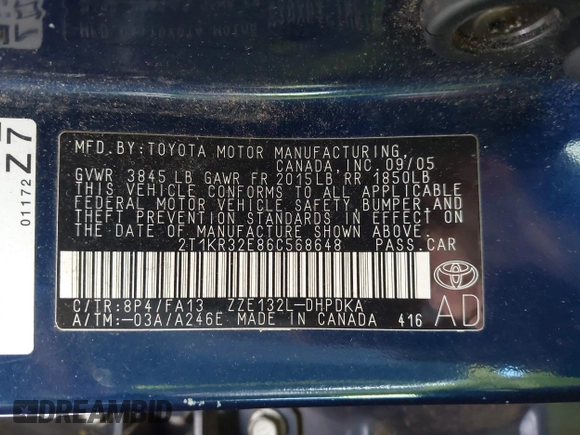 MFD. BY: TOYOTA MOTOR MANUFACTURING,
CANADA, INC. 09/05
GVWR 3845 LB GAWR FR 2015LB RR 1850LB
THIS VEHICLE CONFORMS TO ALL APPLICABLE
FEDERAL MOTOR VEHICLE SAFETY, BUMPER, AND
THEFT PREVENTION STANDARDS IN EFFECT ON
THE DATE OF MANUFACTURE SHOWN ABOVE.
2T1KR32E86C568648 PASS.CAR
C/TR:8P4/FA13 ZZE132L-DHPDKA
A/TM:-03A/A246E MADE IN CANADA 416
AD
Z7
01172
DREAMBID